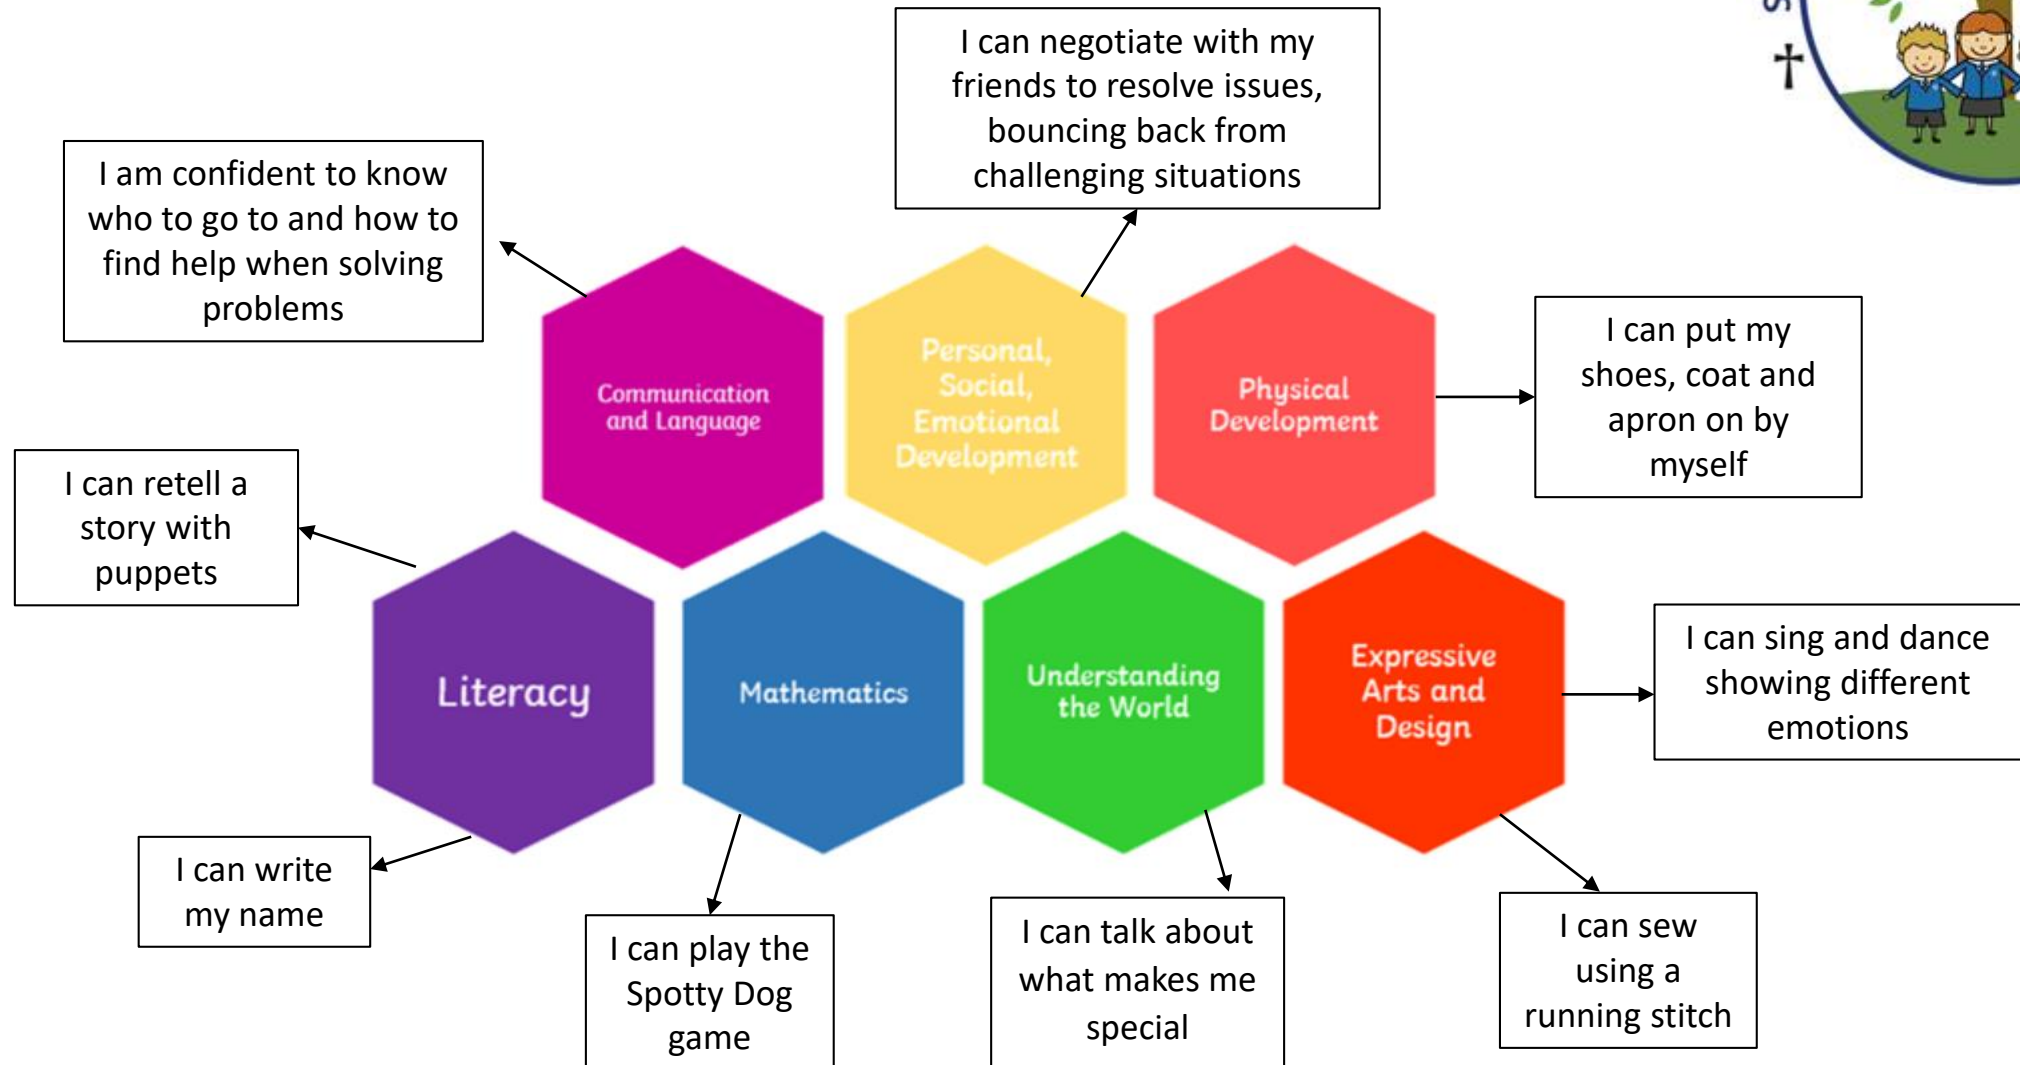 I can negotiate with my
friends to resolve issues,
bouncing back from
challenging situations
I am confident to know
who to go to and how to
find help when solving
problems
Communication
and Language
Personal,
Social,
Emotional
Development
Physical
Development
I can put my
shoes, coat and
apron on by
myself
I can retell a
story with
puppets
Literacy
Mathematics
Understanding
the World
Expressive
Arts and
Design
I can sing and dance
showing different
emotions
I can write
my name
I can play the
Spotty Dog
game
I can talk about
what makes me
special
I can sew
using a
running stitch